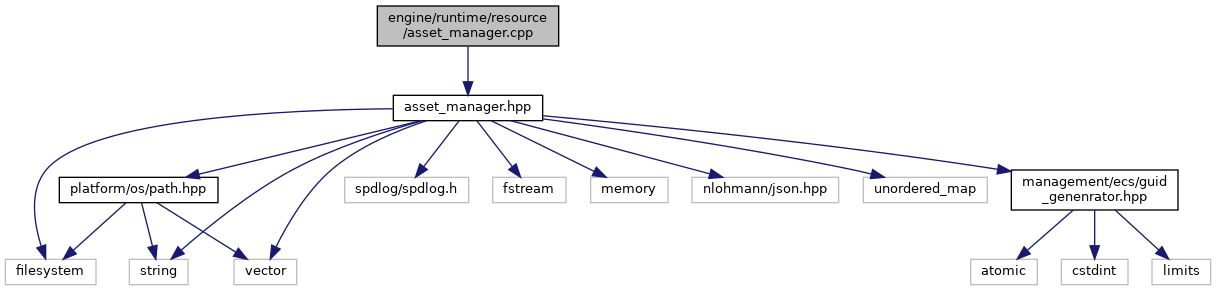 engine/runtime/resource
/asset_manager.cpp
asset_manager.hpp
platform/os/path.hpp
spdlog/spdlog.h
fstream
memory
nlohmann/json.hpp
unordered_map
management/ecs/guid
_genenrator.hpp
filesystem
string
vector
atomic
cstdint
limits